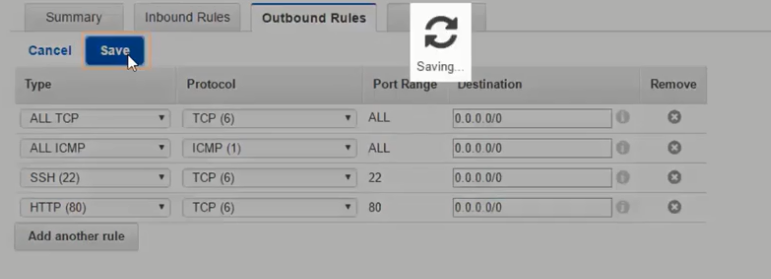 Summary Inbound Rules Outbound Rules
Cancel Save Saving...
Type Protocol Port Range Destination Remove
ALL TCP TCP (6) ALL 0.0.0.0/0
ALL ICMP ICMP (1) ALL 0.0.0.0/0
SSH (22) TCP (6) 22 0.0.0.0/0
HTTP (80) TCP (6) 80 0.0.0.0/0
Add another rule